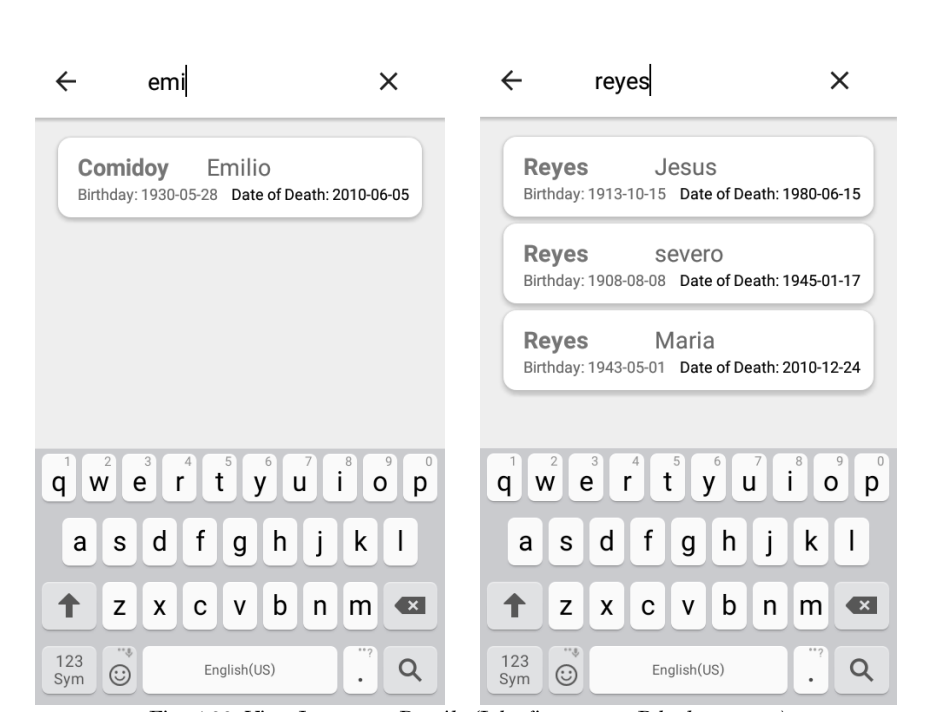 emi
Comidoy Emilio
Birthday: 1930-05-28 Date of Death: 2010-06-05
1 2 3 4 5 6 7 8 9 0
q w e r t y u i o p
a s d f g h j k l
z x c v b n m
123
Sym
English(US)
.
reyes
Reyes Jesus
Birthday: 1913-10-15 Date of Death: 1980-06-15
Reyes severo
Birthday: 1908-08-08 Date of Death: 1945-01-17
Reyes Maria
Birthday: 1943-05-01 Date of Death: 2010-12-24
1 2 3 4 5 6 7 8 9 0
q w e r t y u i o p
a s d f g h j k l
z x c v b n m
123
Sym
English(US)
.